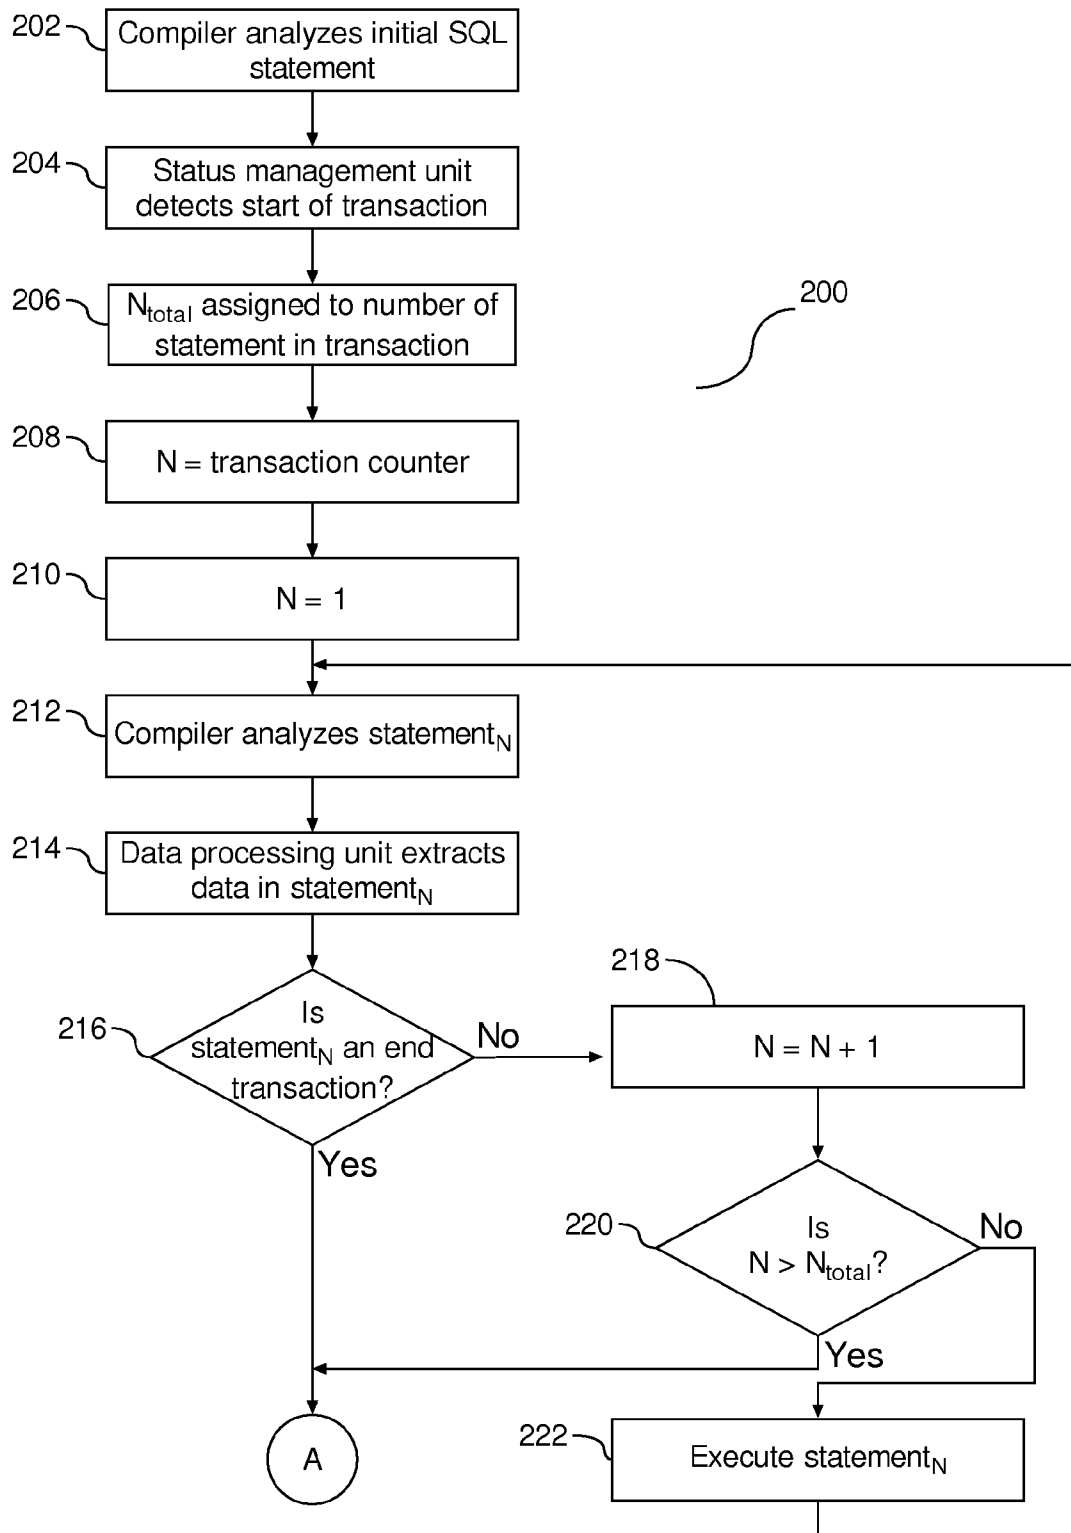 202
Compiler analyzes initial SQL
statement
204
Status management unit
detects start of transaction
206
Ntotal assigned to number of
statement in transaction
200
208
N = transaction counter
210
N = 1
212
Compiler analyzes statementN
214
Data processing unit extracts
data in statementN
216
Is
statementN an end
transaction?
No
Yes
218
N = N + 1
220
Is
N > Ntotal?
No
Yes
A
222
Execute statementN